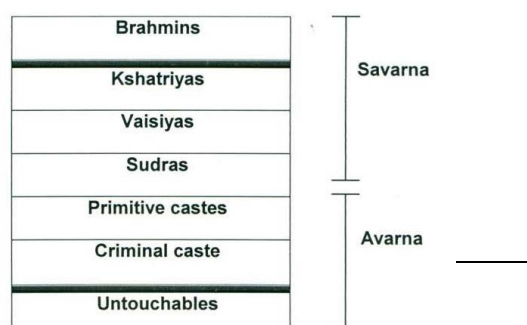 Brahmins
Kshatriyas
Savarna
Vaisiyas
Sudras
Primitive castes
Avarna
Criminal caste
Untouchables